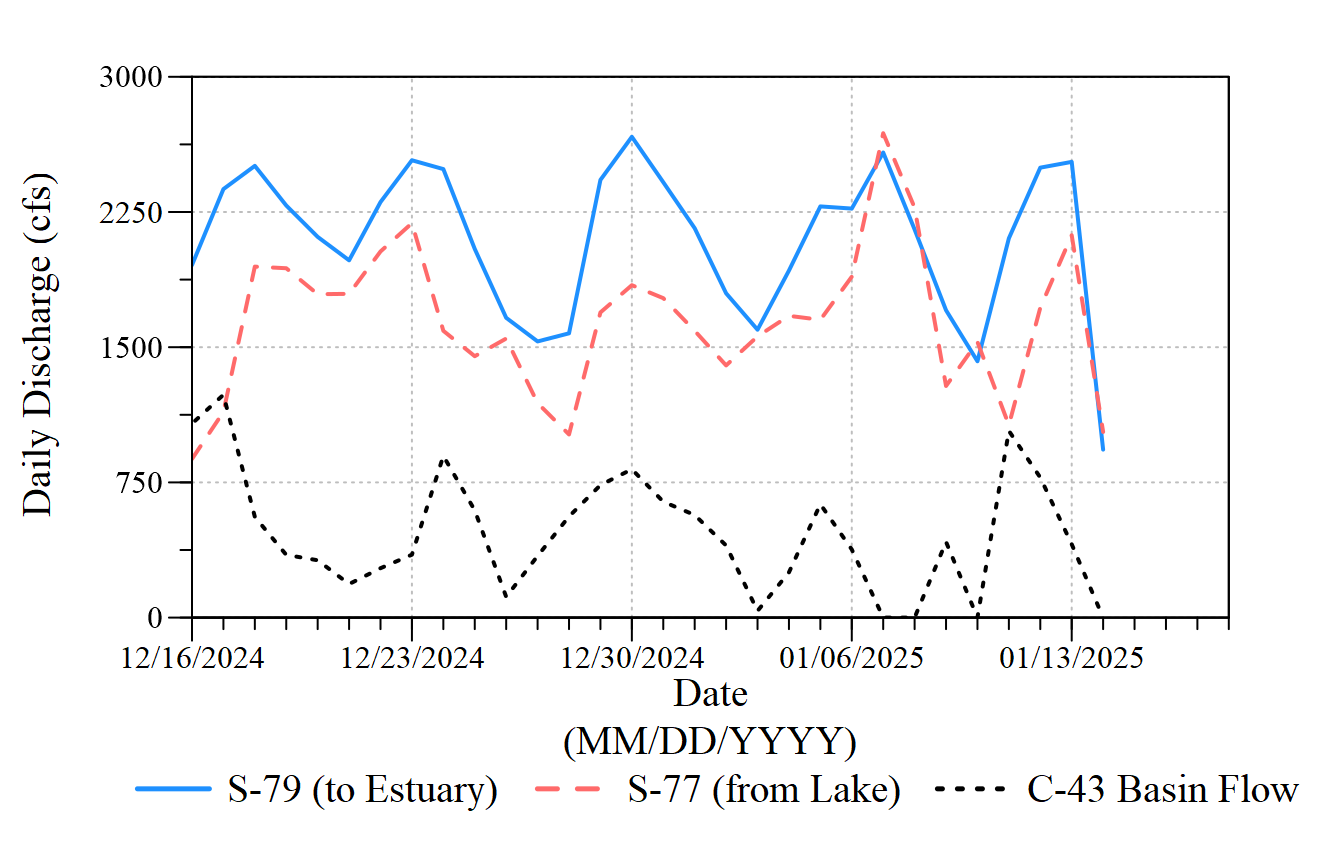 3000
2250
1500
750
0
Daily Discharge (cfs)
12/16/2024 12/23/2024 12/30/2024 01/06/2025 01/13/2025
Date
(MM/DD/YYYY)
S-79 (to Estuary) S-77 (from Lake) C-43 Basin Flow